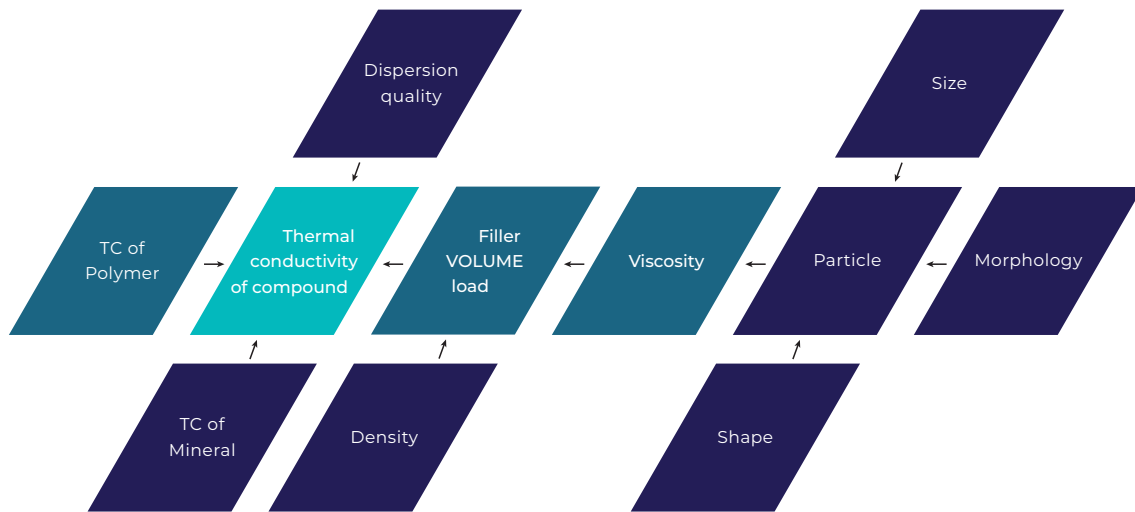 Dispersion
quality
Size
TC of
Polymer
Thermal
conductivity
of compound
Filler
VOLUME
load
Viscosity
Particle
Morphology
TC of
Mineral
Density
Shape